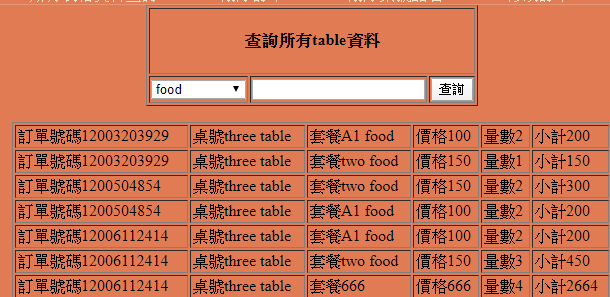 查詢所有table資料
food 查詢
訂單號碼12003203929 桌號three table 套餐A1 food 價格100 量數2 小計200
訂單號碼12003203929 桌號three table 套餐two food 價格150 量數1 小計150
訂單號碼1200504854 桌號three table 套餐two food 價格150 量數2 小計300
訂單號碼1200504854 桌號three table 套餐A1 food 價格100 量數2 小計200
訂單號碼12006112414 桌號three table 套餐A1 food 價格100 量數2 小計200
訂單號碼12006112414 桌號three table 套餐two food 價格150 量數3 小計450
訂單號碼12006112414 桌號three table 套餐666 價格666 量數4 小計2664